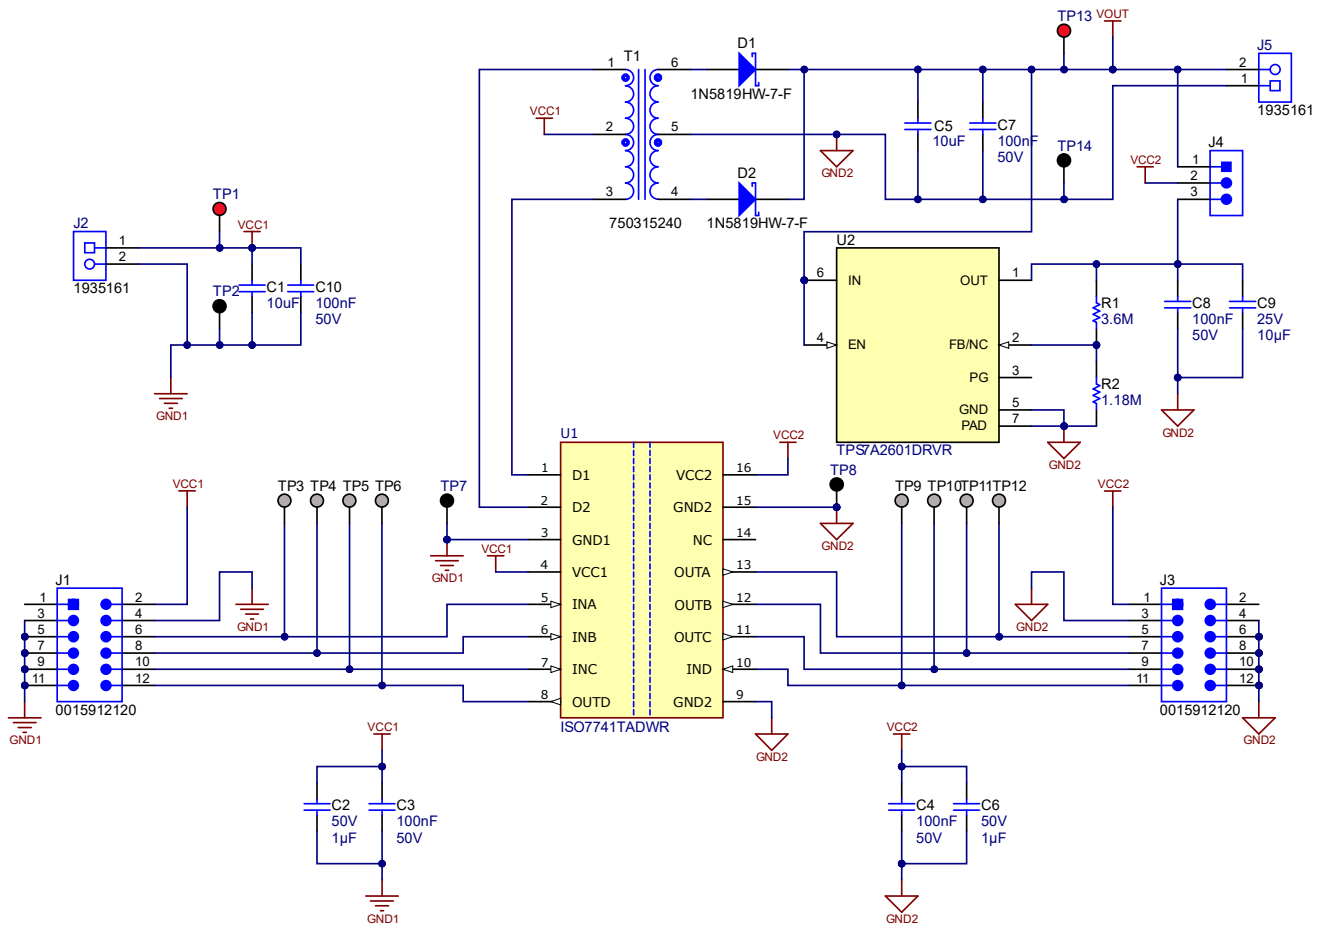 TP13 VOUT
T1 D1 J5
1 6 2
1
1N5819HW-7-F
1935161
VCC1
2 5
C5 C7
10uF 100nF
50V
TP14
GND2
J4
VCC2
1
2
3
D2
3 4
750315240 1N5819HW-7-F
TP1
VCC1
J2
1
2
1935161
TP2 C1 C10
10uF 100nF
50V
GND1
U2
6 IN OUT 1
4 EN FB/NC 2
PG 3
GND 5
PAD 7
TPS7A2601DRVR
GND2
R1
3.6M
R2
1.18M
C8 C9
100nF 25V
50V 10µF
GND2
U1
1 D1 VCC2 16
2 D2 GND2 15
3 GND1 NC 14
4 VCC1 OUTA 13
5 INA OUTB 12
6 INB OUTC 11
7 INC IND 10
8 OUTD GND2 9
ISO7741TADWR
VCC2
TP8
GND2
GND2
TP7
GND1
VCC1
VCC1
TP3 TP4 TP5 TP6
J1
1 2
3 4
5 6
7 8
9 10
11 12
0015912120
GND1
GND1
TP9 TP10 TP11 TP12
VCC2
GND2
J3
1 2
3 4
5 6
7 8
9 10
11 12
0015912120
GND2
VCC1
C2 C3
50V 100nF
1µF 50V
GND1
VCC2
C4 C6
100nF 50V
50V 1µF
GND2